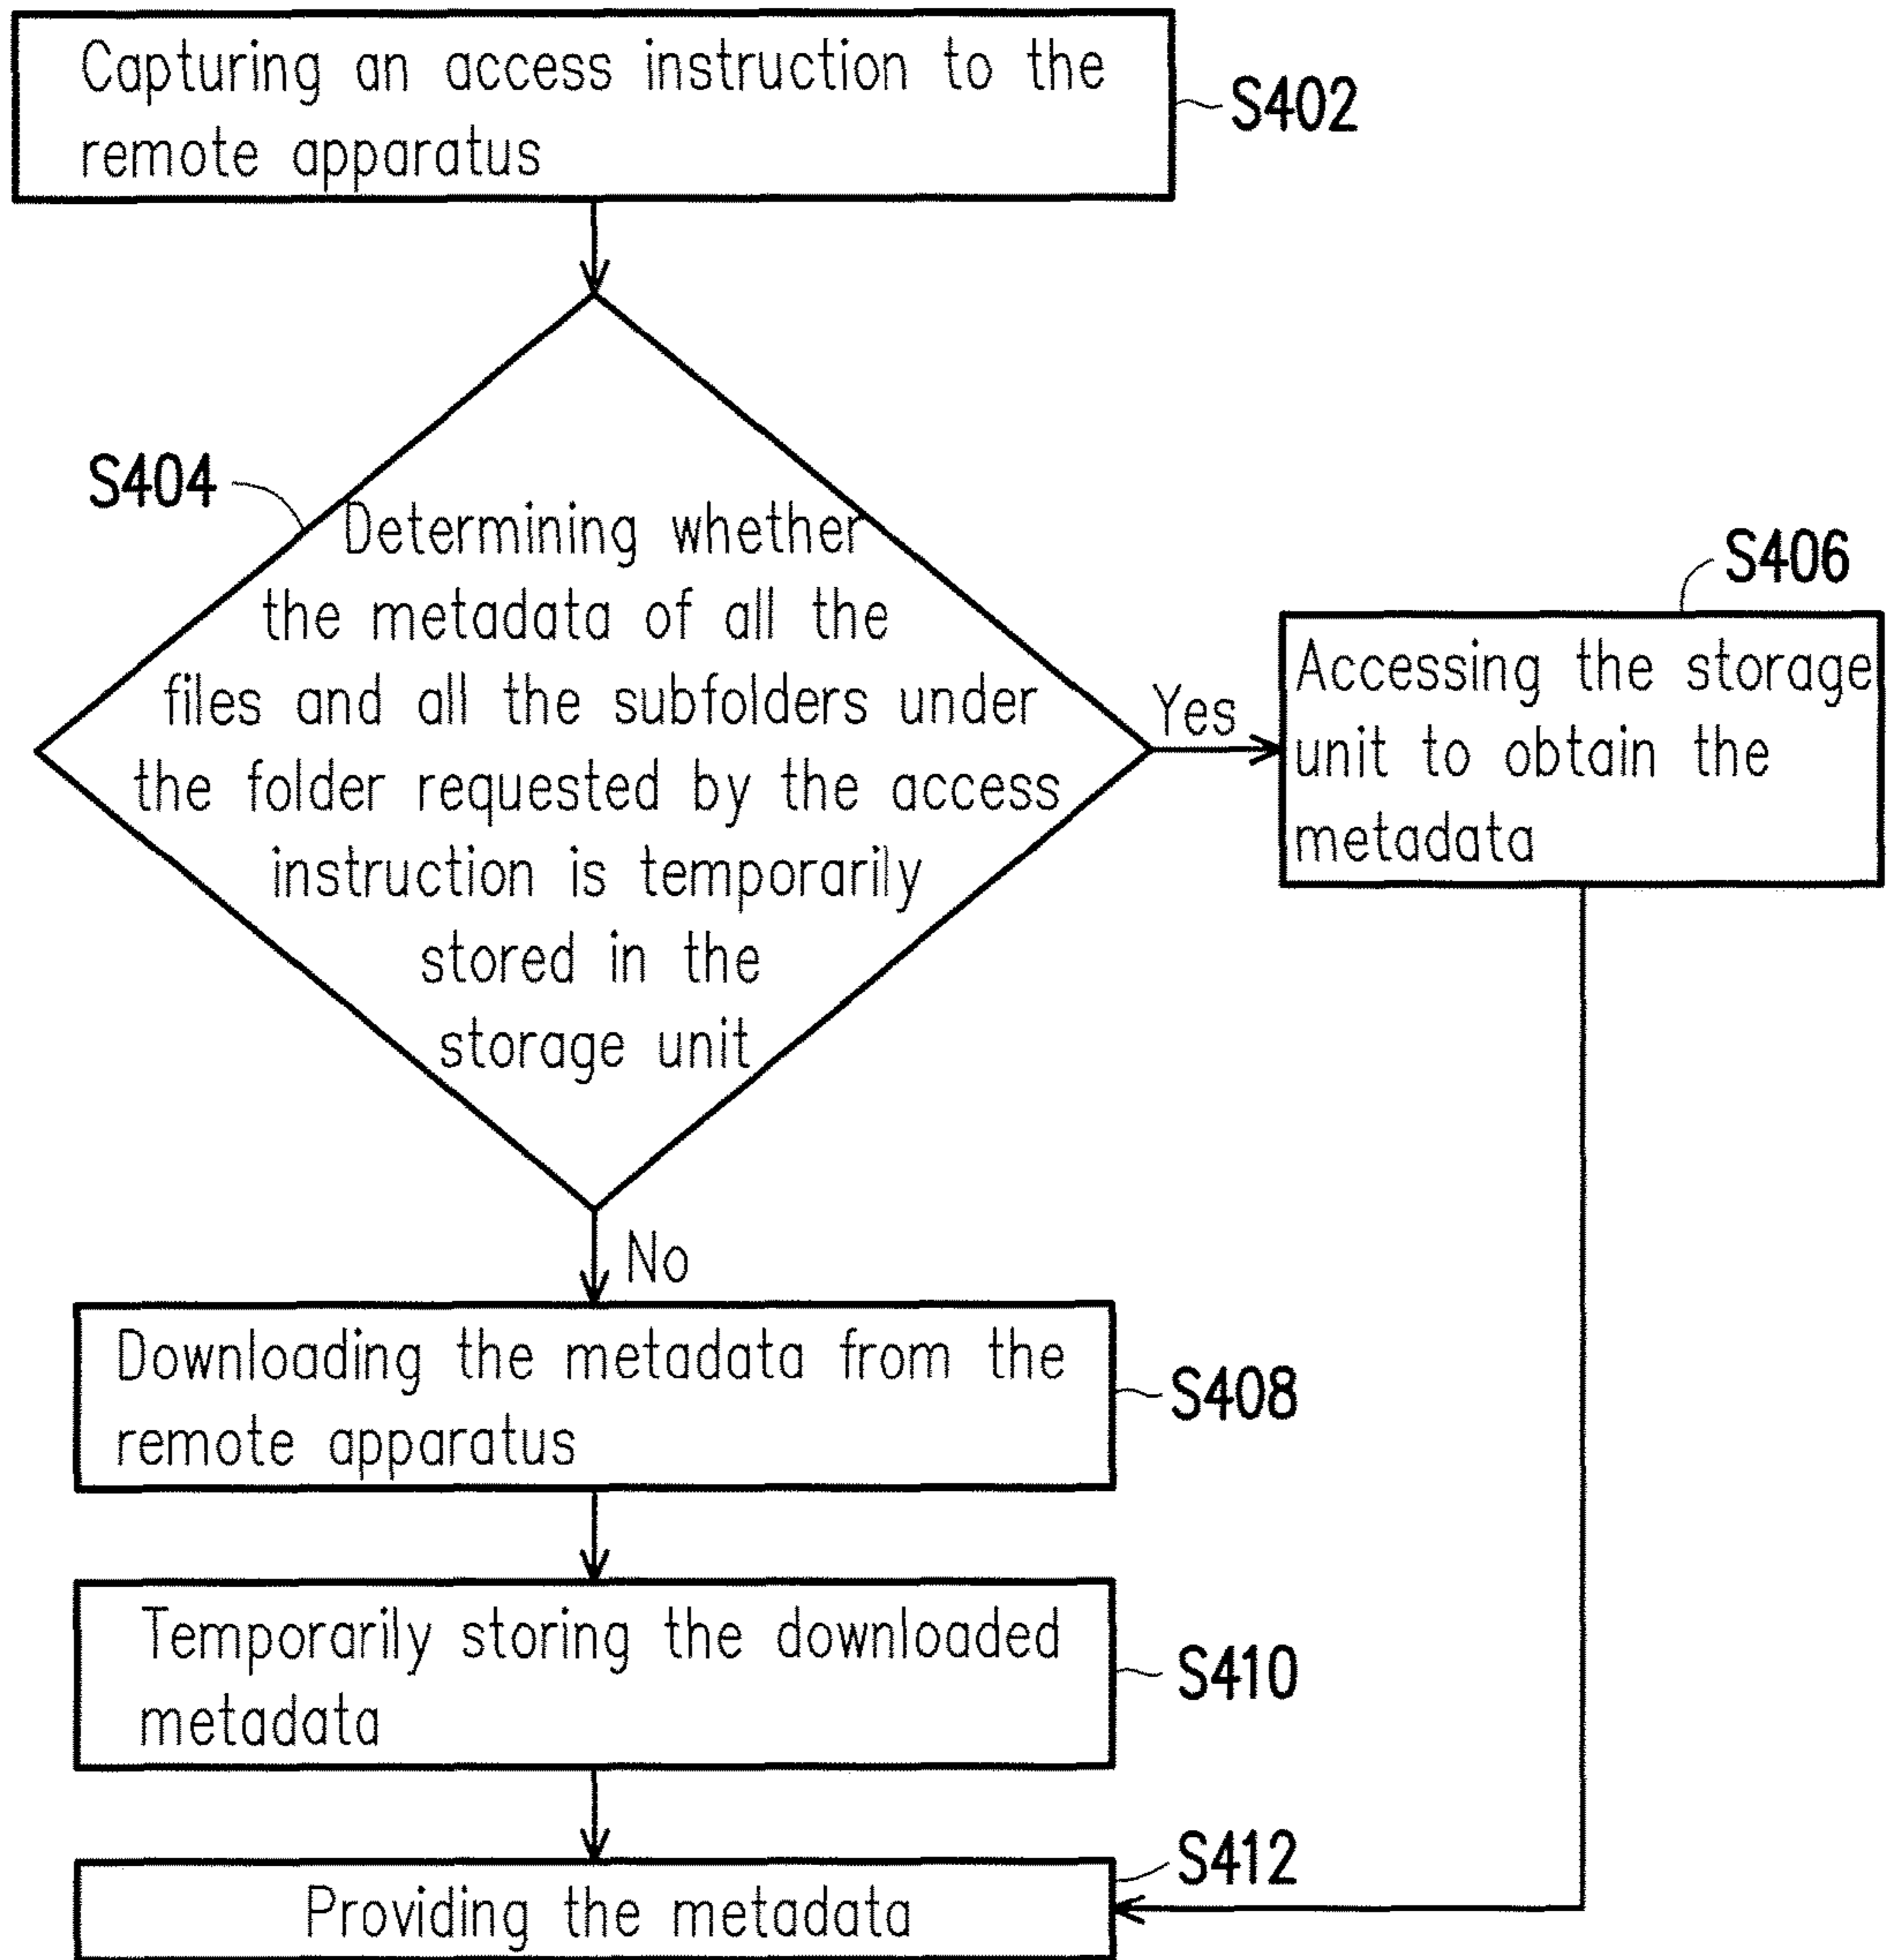 Capturing an access instruction to the
remote apparatus
S402
S404
Determining whether
the metadata of all the
files and all the subfolders under
the folder requested by the access
instruction is temporarily
stored in the
storage unit
Yes
S406
Accessing the storage
unit to obtain the
metadata
No
Downloading the metadata from the
remote apparatus
S408
Temporarily storing the downloaded
metadata
S410
S412
Providing the metadata